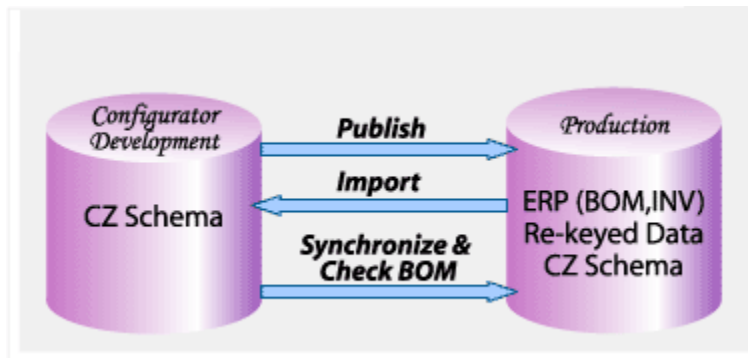 Configurator
Development
CZ Schema
Publish
Import
Synchronize &
Check BOM
Production
ERP (BOM,INV)
Re-keyed Data
CZ Schema